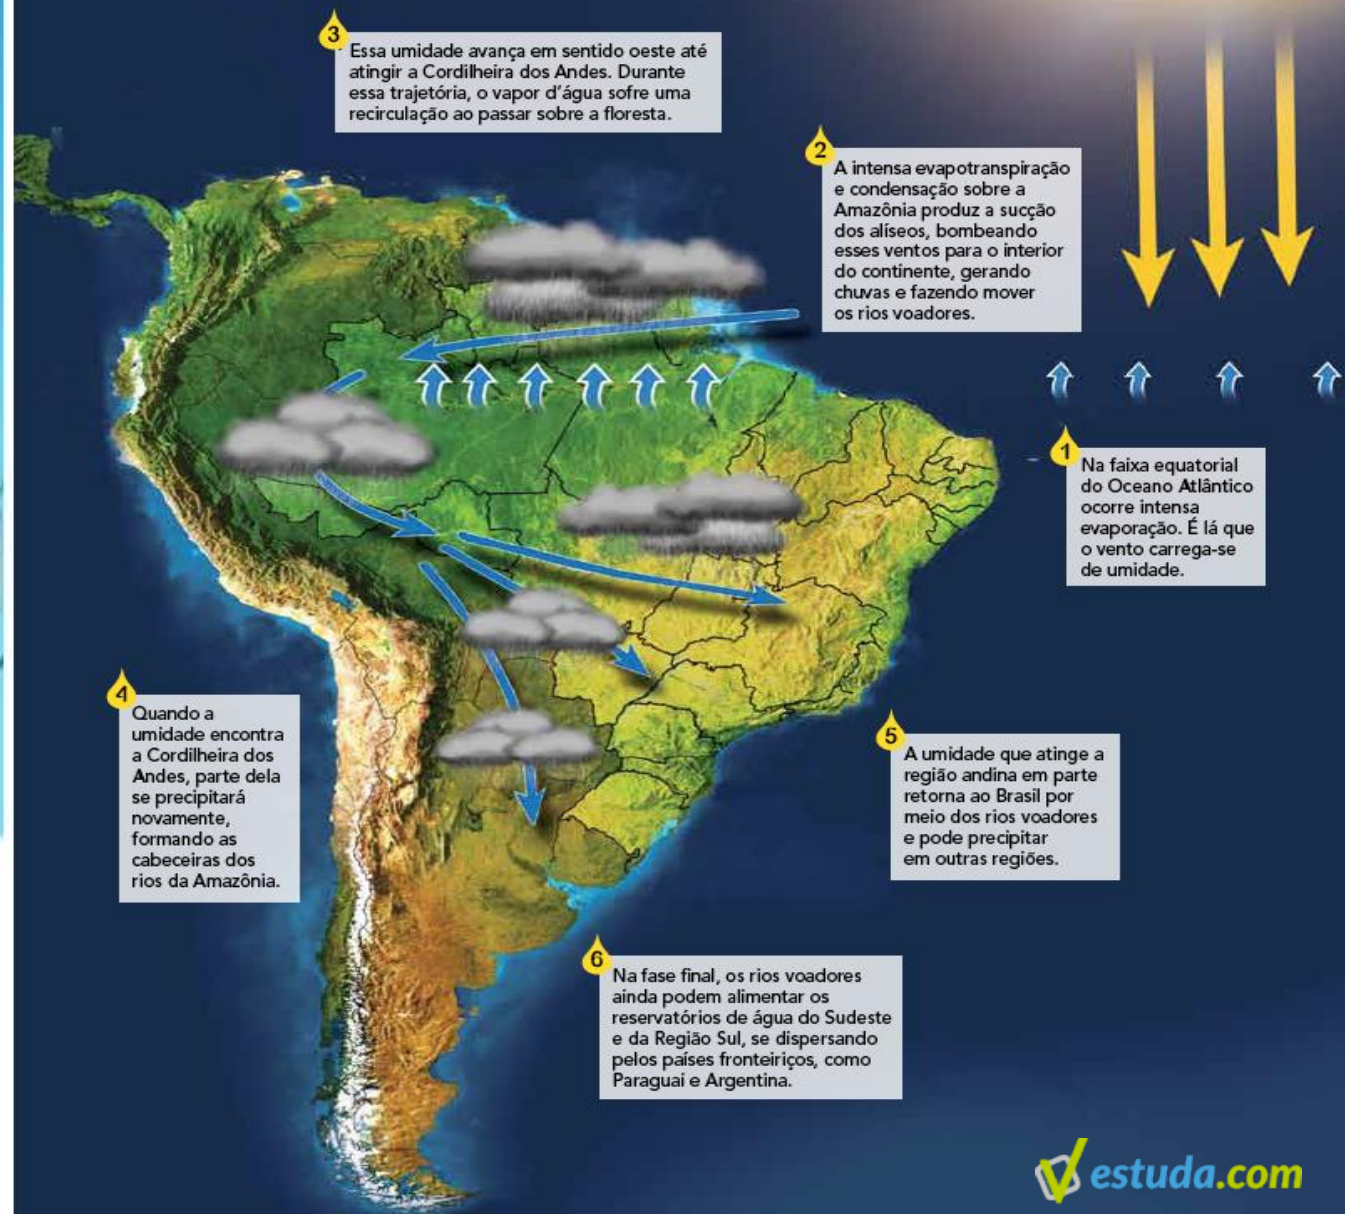 3
Essa umidade avança em sentido oeste até
atingir a Cordilheira dos Andes. Durante
essa trajetória, o vapor d'água sofre uma
recirculação ao passar sobre a floresta.
2
A intensa evapotranspiração
e condensação sobre a
Amazônia produz a sucção
dos alíseos, bombeando
esses ventos para o interior
do continente, gerando
chuvas e fazendo mover
os rios voadores.
1
Na faixa equatorial
do Oceano Atlântico
ocorre intensa
evaporação. É lá que
o vento carrega-se
de umidade.
4
Quando a
umidade encontra
a Cordilheira dos
Andes, parte dela
se precipitará
novamente,
formando as
cabeceiras dos
rios da Amazônia.
5
A umidade que atinge a
região andina em parte
retorna ao Brasil por
meio dos rios voadores
e pode precipitar
em outras regiões.
6
Na fase final, os rios voadores
ainda podem alimentar os
reservatórios de água do Sudeste
e da Região Sul, se dispersando
pelos países fronteiriços, como
Paraguai e Argentina.
estuda.com